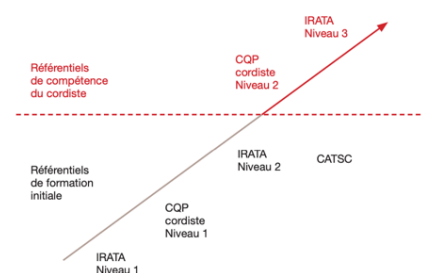 IRATA
Niveau 3
CQP
cordiste
Niveau 2
Référentiels
de compétence
du cordiste
IRATA
Niveau 2
CATSC
Référentiels
de formation
initiale
CQP
cordiste
Niveau 1
IRATA
Niveau 1